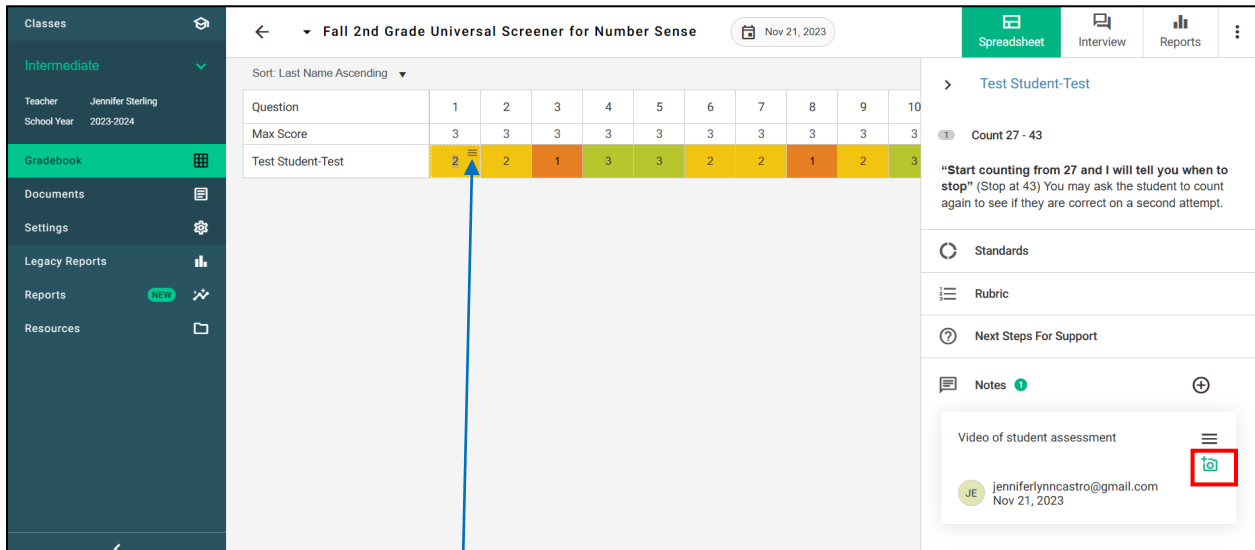 Classes
Intermediate
Teacher Jennifer Sterling
School Year 2023-2024
Gradebook
Documents
Settings
Legacy Reports
Reports NEW
Resources
Fall 2nd Grade Universal Screener for Number Sense
Nov 21, 2023
Spreadsheet
Interview
Reports
Sort: Last Name Ascending
Question 1 2 3 4 5 6 7 8 9 10
Max Score 3 3 3 3 3 3 3 3 3 3
Test Student-Test 2 2 1 3 3 2 2 1 2 3
Test Student-Test
1 Count 27 - 43
“Start counting from 27 and I will tell you when to
stop” (Stop at 43) You may ask the student to count
again to see if they are correct on a second attempt.
Standards
Rubric
Next Steps For Support
Notes 1
Video of student assessment
JE jenniferlynncastro@gmail.com
Nov 21, 2023